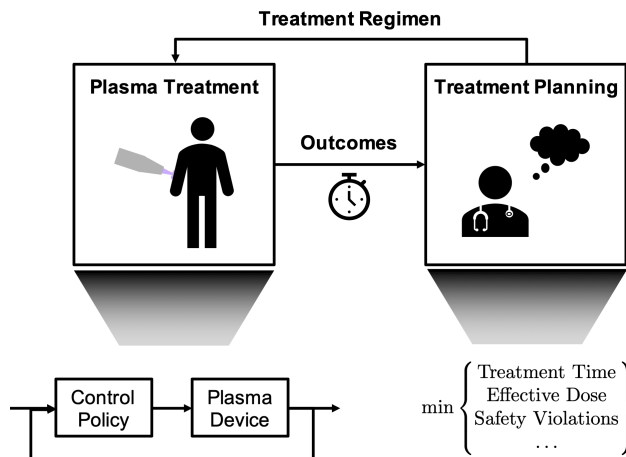 Treatment Regimen
Plasma Treatment
Treatment Planning
Outcomes
Control
Policy
Plasma
Device
min
Treatment Time
Effective Dose
Safety Violations
...